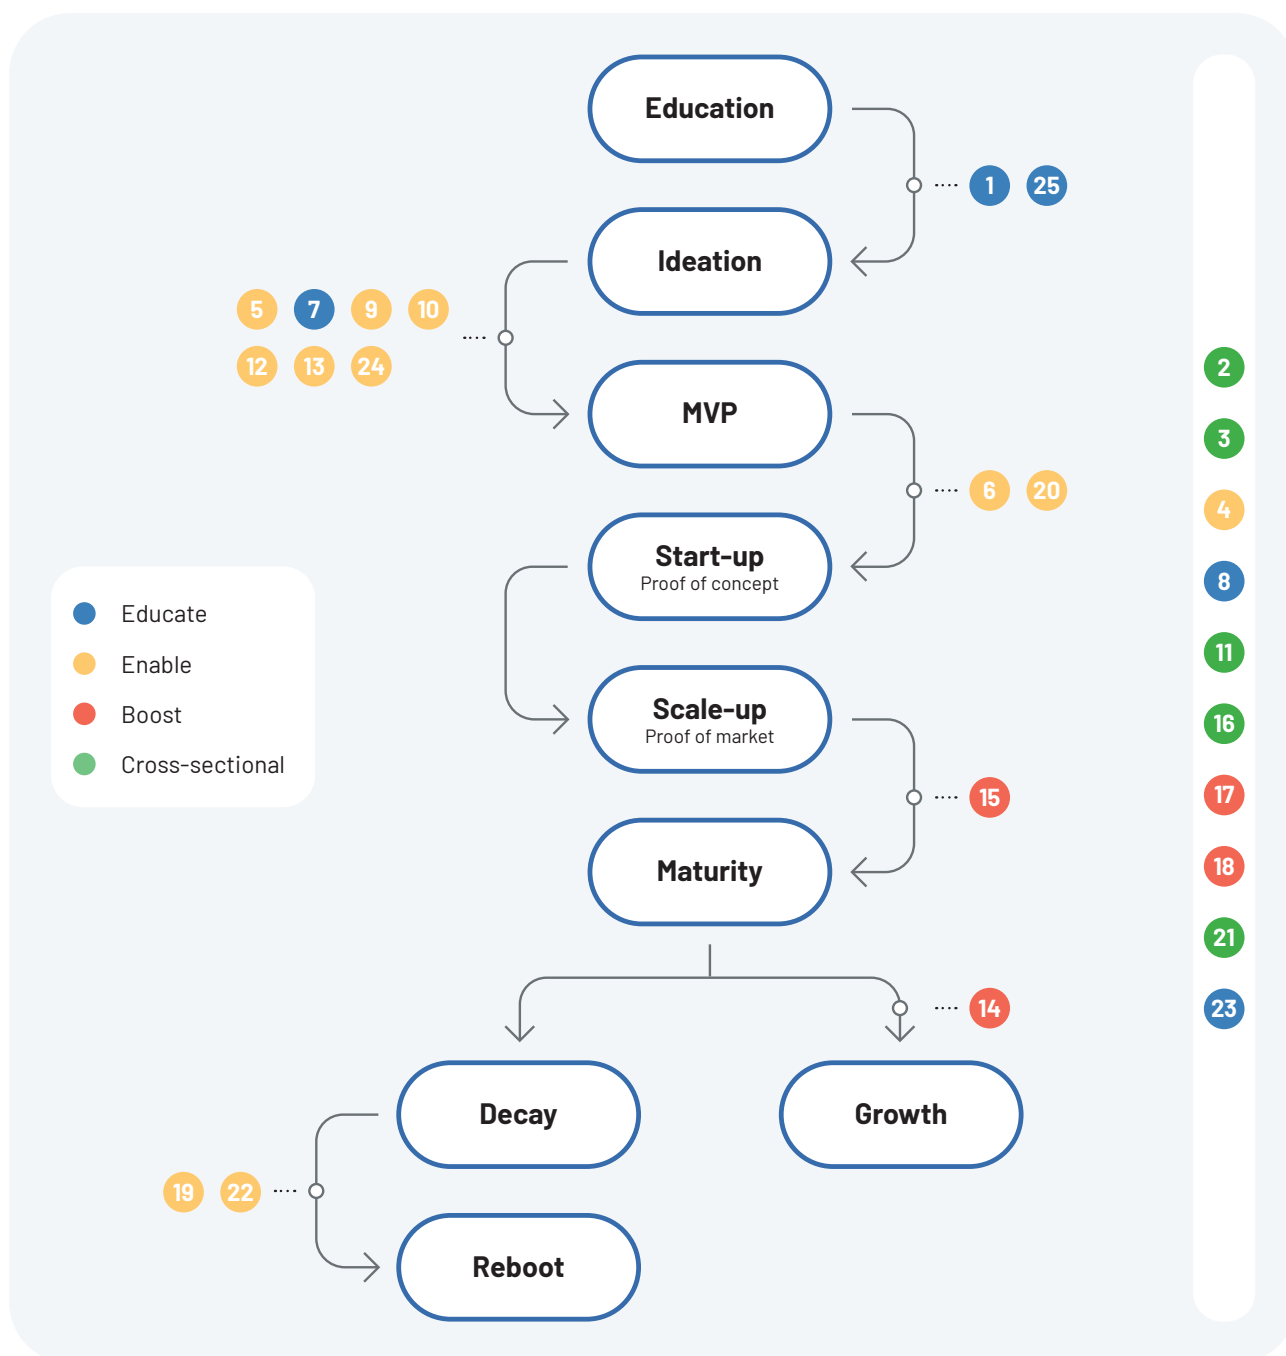 Education
1 25
Ideation
5 7 9 10
12 13 24
MVP
6 20
Start-up
Proof of concept
Scale-up
Proof of market
15
Maturity
14
Decay
Growth
19 22
Reboot
Educate
Enable
Boost
Cross-sectional
2
3
4
8
11
16
17
18
21
23